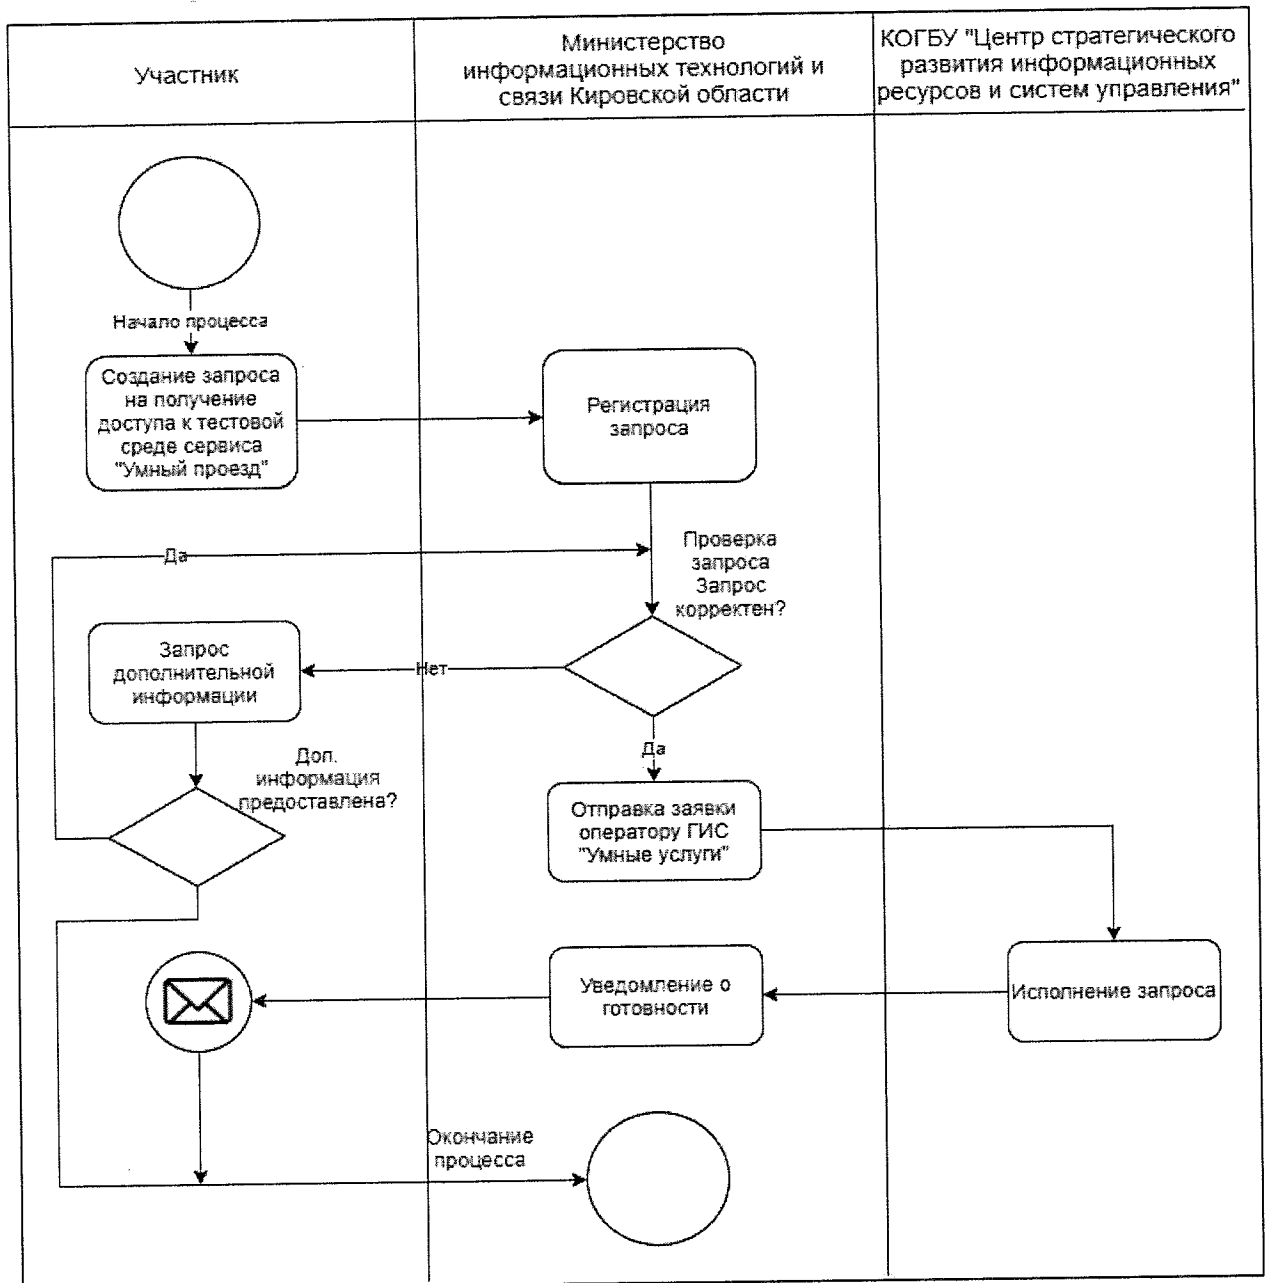 Участник
Министерство
информационных технологий и
связи Кировской области
КОГБУ "Центр стратегического
развития информационных
ресурсов и систем управления"
Начало процесса
Создание запроса
на получение
доступа к тестовой
среде сервиса
"Умный проезд"
Регистрация
запроса
Да
Проверка
запроса
Запрос
корректен?
Запрос
дополнительной
информации
Нет
Да
Доп.
информация
предоставлена?
Отправка заявки
оператору ГИС
"Умные услуги"
Уведомление о
готовности
Исполнение запроса
Окончание
процесса